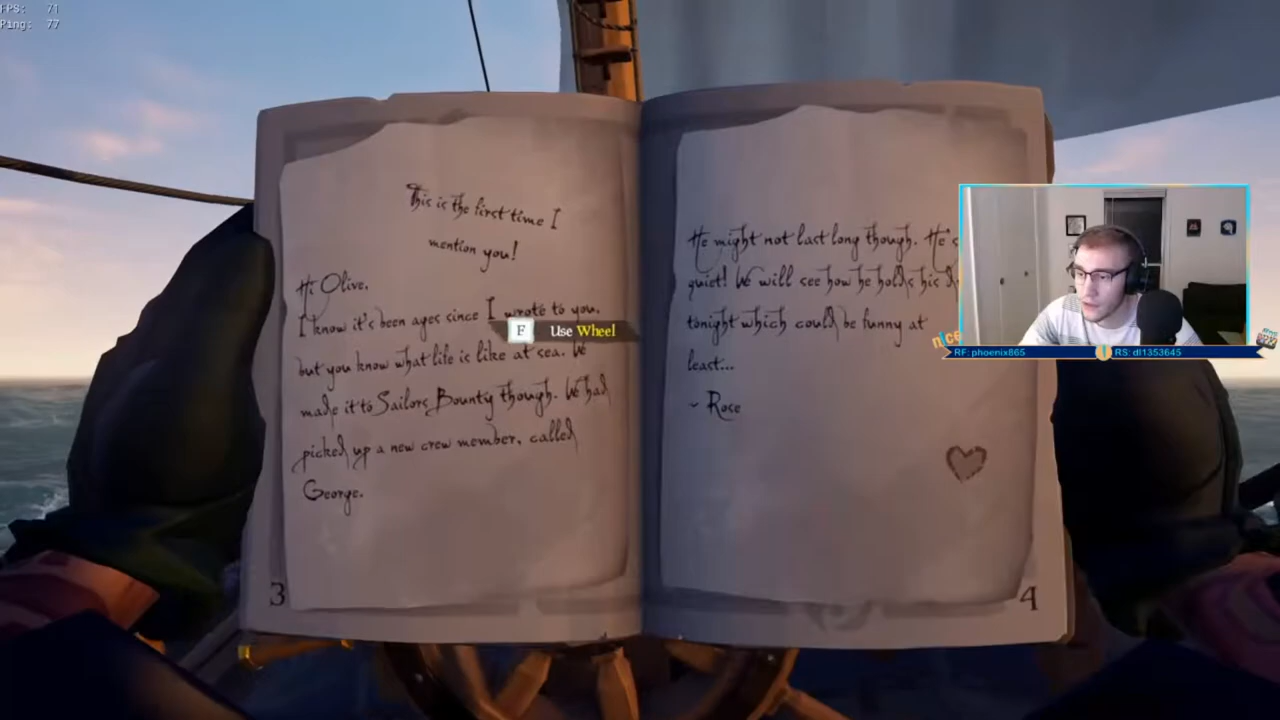 FPS: 71
Ping: 77
This is the first time I
mention you!
Hi Olive.
I know it's been ages since I wrote to you,
but you know what life is like at sea. We
made it to Sailors Bounty though. We had
picked up a new crew member, called
George.
3
F Use Wheel
He might not last long though. He's
quiet! We will see how he holds his
tonight which could be funny at
least...
~ Rose
4
nice
RF: phoenix865
RS: dl1353645